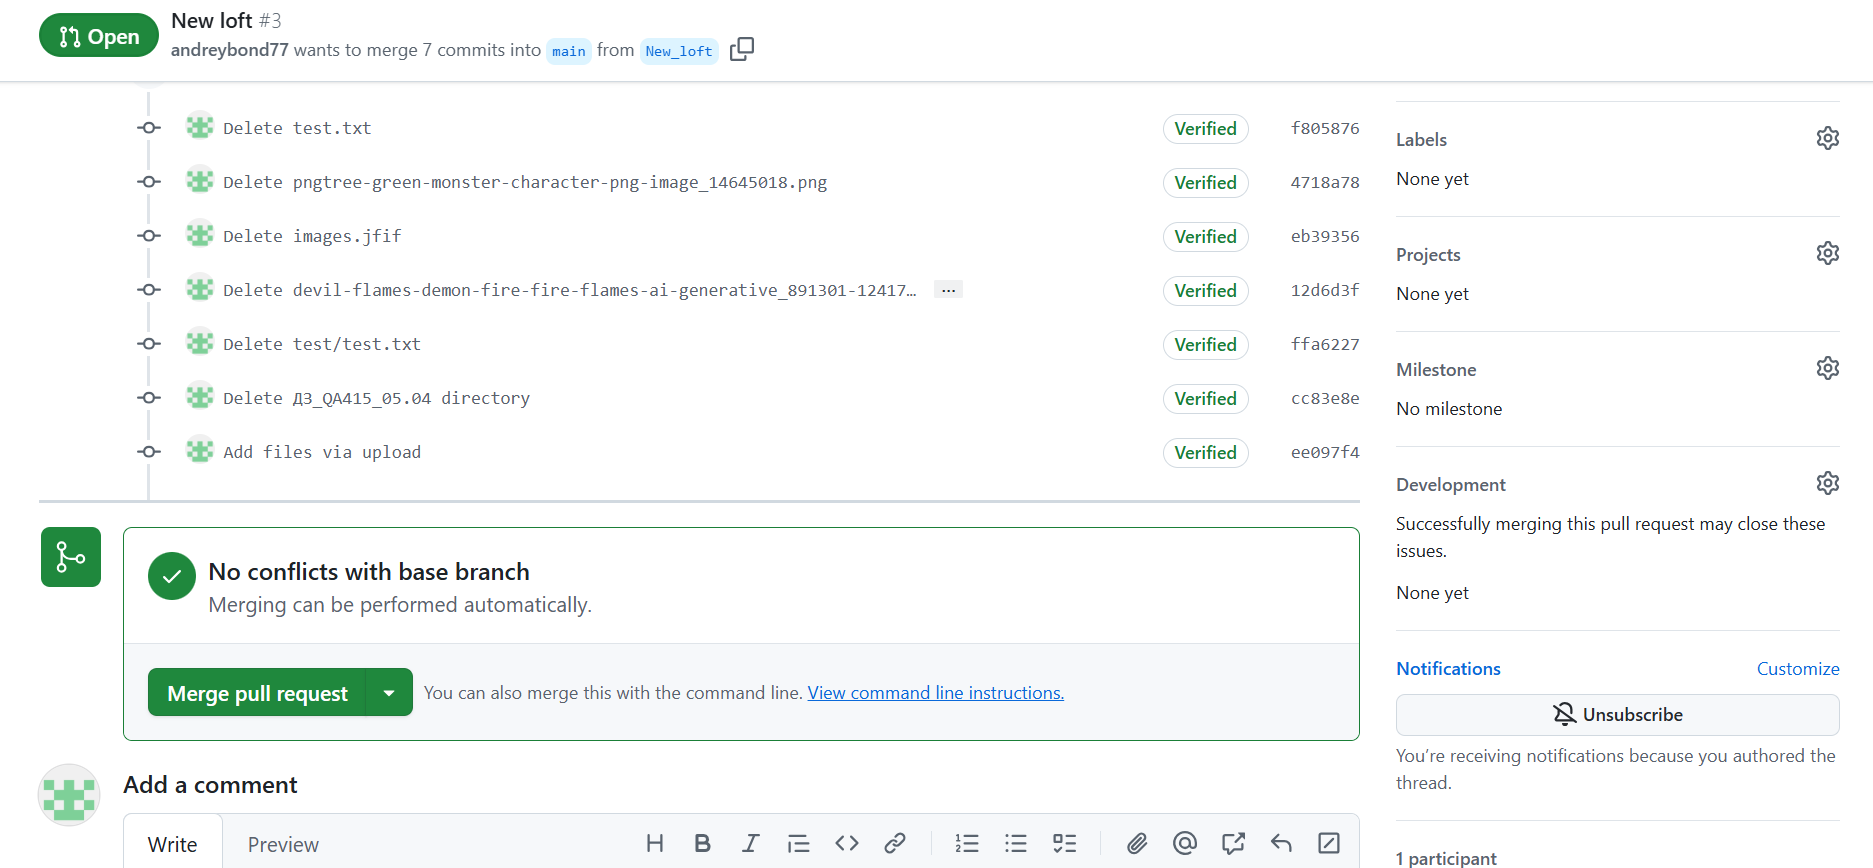 Open
New loft #3
andreybond77 wants to merge 7 commits into main from New_loft
Delete test.txt Verified f805876
Delete pngtree-green-monster-character-png-image_14645018.png Verified 4718a78
Delete images.jfif Verified eb39356
Delete devil-flames-demon-fire-fire-flames-ai-generative_891301-12417… ... Verified 12d6d3f
Delete test/test.txt Verified ffa6227
Delete ДЗ_QA415_05.04 directory Verified cc83e8e
Add files via upload Verified ee097f4
No conflicts with base branch
Merging can be performed automatically.
Merge pull request
You can also merge this with the command line. View command line instructions.
Add a comment
Write Preview
Labels
None yet
Projects
None yet
Milestone
No milestone
Development
Successfully merging this pull request may close these
issues.
None yet
Notifications Customize
Unsubscribe
You’re receiving notifications because you authored the
thread.
1 participant